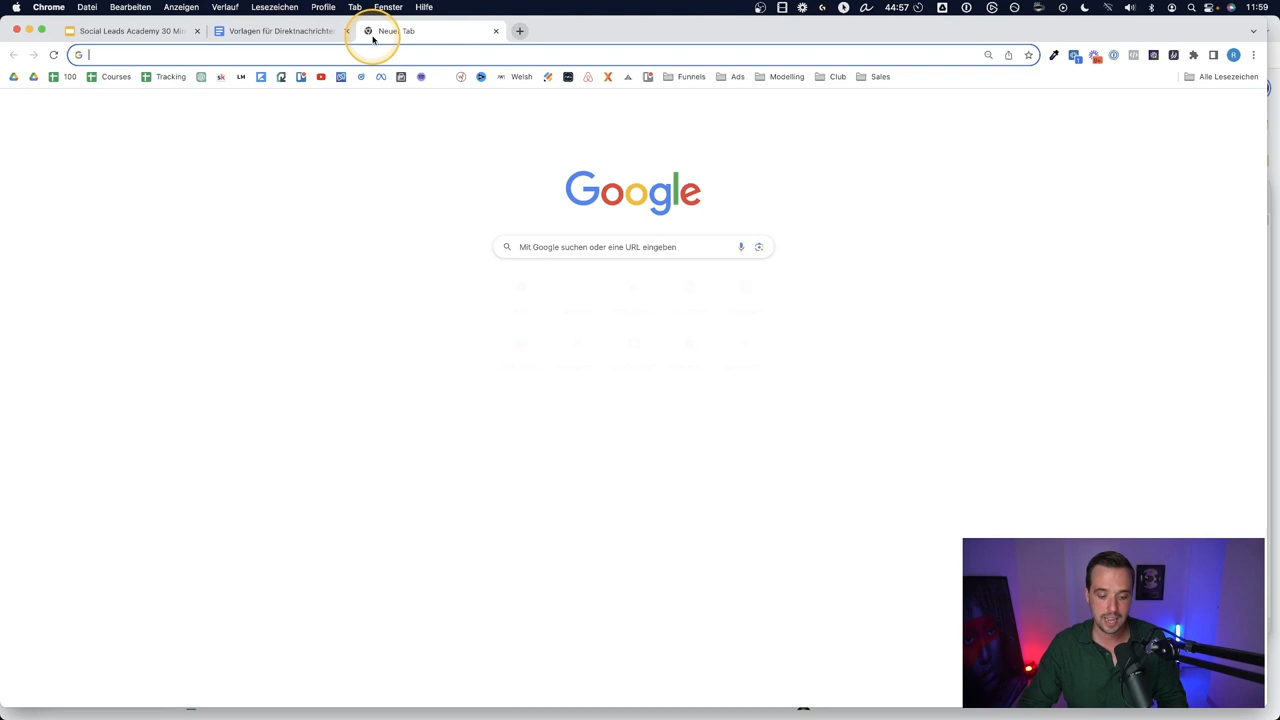 Chrome Datei Bearbeiten Anzeigen Verlauf Lesezeichen Profile Tab Fenster Hilfe 44:57 11:59
Social Leads Academy 30 Min Vorlagen für Direktnachrichten Neuer Tab
100 Courses Tracking sk LM Welsh Funnels Ads Modelling Club Sales Alle Lesezeichen
Google
Mit Google suchen oder eine URL eingeben